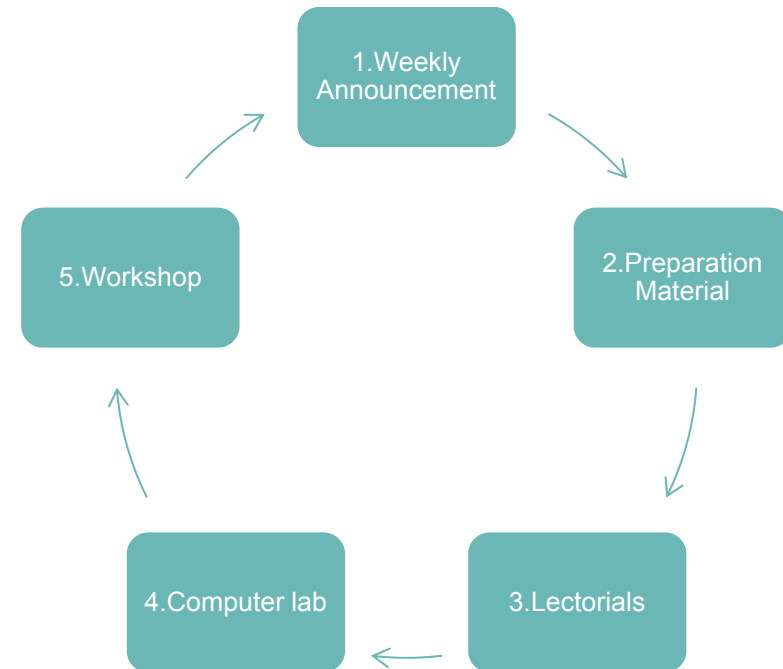 1.Weekly
Announcement
2.Preparation
Material
3.Lectorials
4.Computer lab
5.Workshop